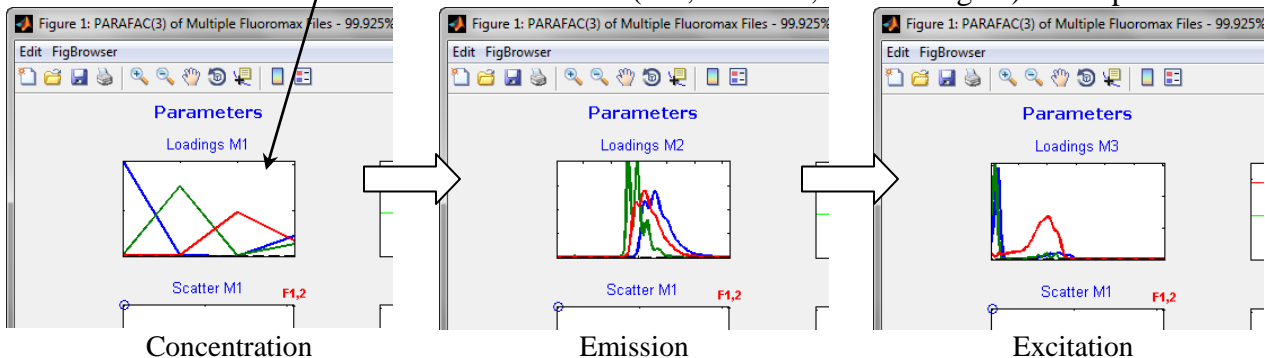 Figure 1: PARAFAC(3) of Multiple Fluoromax Files - 99.925%
Edit FigBrowser
Parameters
Loadings M1
Scatter M1
F1,2
Concentration
Figure 1: PARAFAC(3) of Multiple Fluoromax Files - 99.925%
Edit FigBrowser
Parameters
Loadings M2
Scatter M1
F1,2
Emission
Figure 1: PARAFAC(3) of Multiple Fluoromax Files - 99.925%
Edit FigBrowser
Parameters
Loadings M3
Scatter M1
F1,2
Excitation